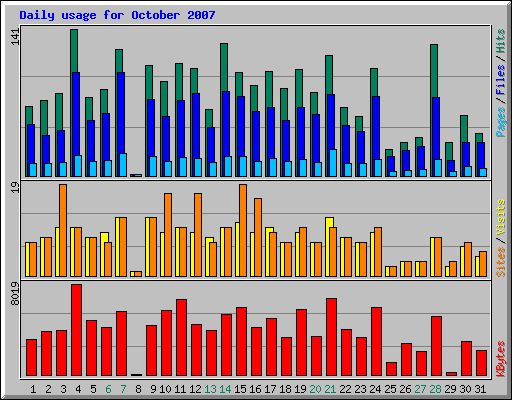 Daily usage for October 2007
141
Pages / Files / Hits
19
Sites / Visits
8019
KBytes
1 2 3 4 5 6 7 8 9 10 11 12 13 14 15 16 17 18 19 20 21 22 23 24 25 26 27 28 29 30 31